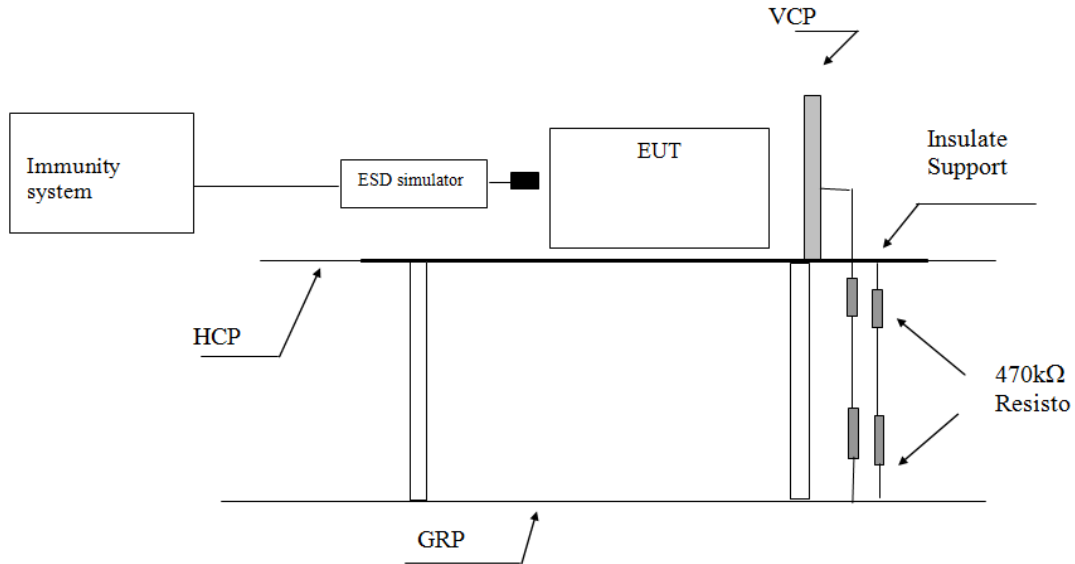 VCP
Immunity
system
ESD simulator
EUT
Insulate
Support
HCP
470kΩ
Resisto
GRP